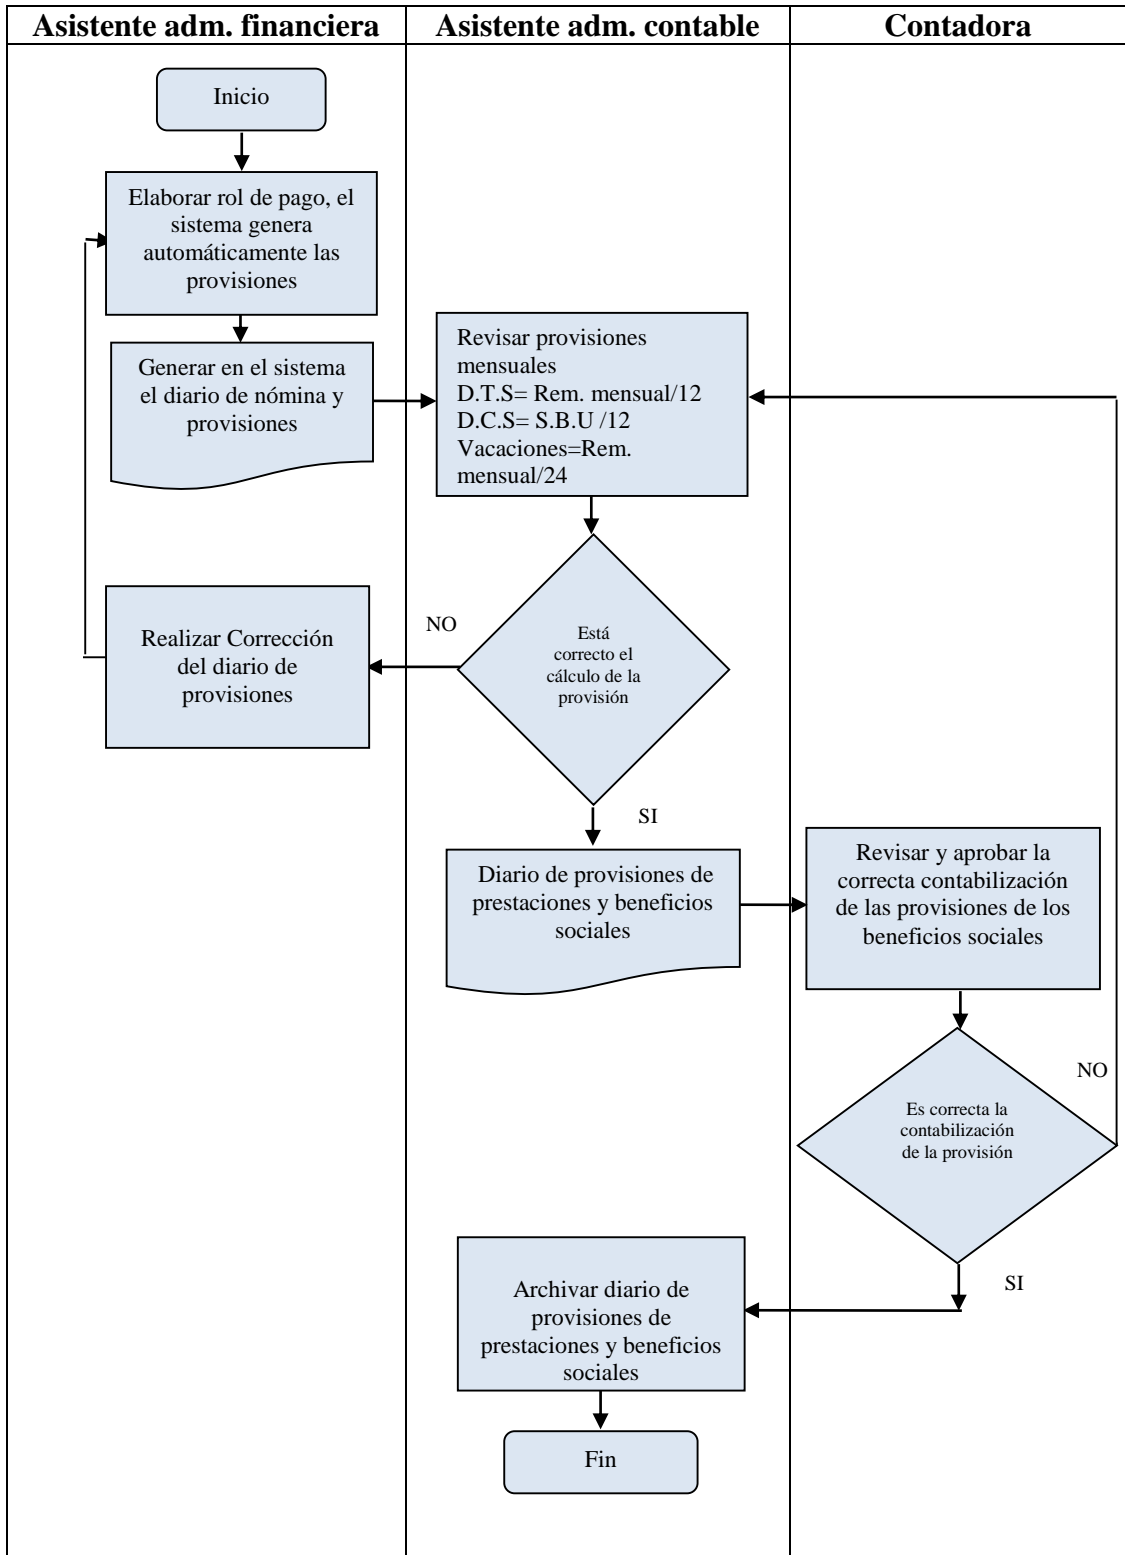 Asistente adm. financiera
Asistente adm. contable
Contadora
Inicio
Elaborar rol de pago, el
sistema genera
automáticamente las
provisiones
Generar en el sistema
el diario de nómina y
provisiones
Revisar provisiones
mensuales
D.T.S= Rem. mensual/12
D.C.S= S.B.U /12
Vacaciones=Rem.
mensual/24
Está
correcto el
cálculo de la
provisión
NO
Realizar Corrección
del diario de
provisiones
SI
Diario de provisiones de
prestaciones y beneficios
sociales
Revisar y aprobar la
correcta contabilización
de las provisiones de los
beneficios sociales
Es correcta la
contabilización
de la provisión
NO
SI
Archivar diario de
provisiones de
prestaciones y beneficios
sociales
Fin